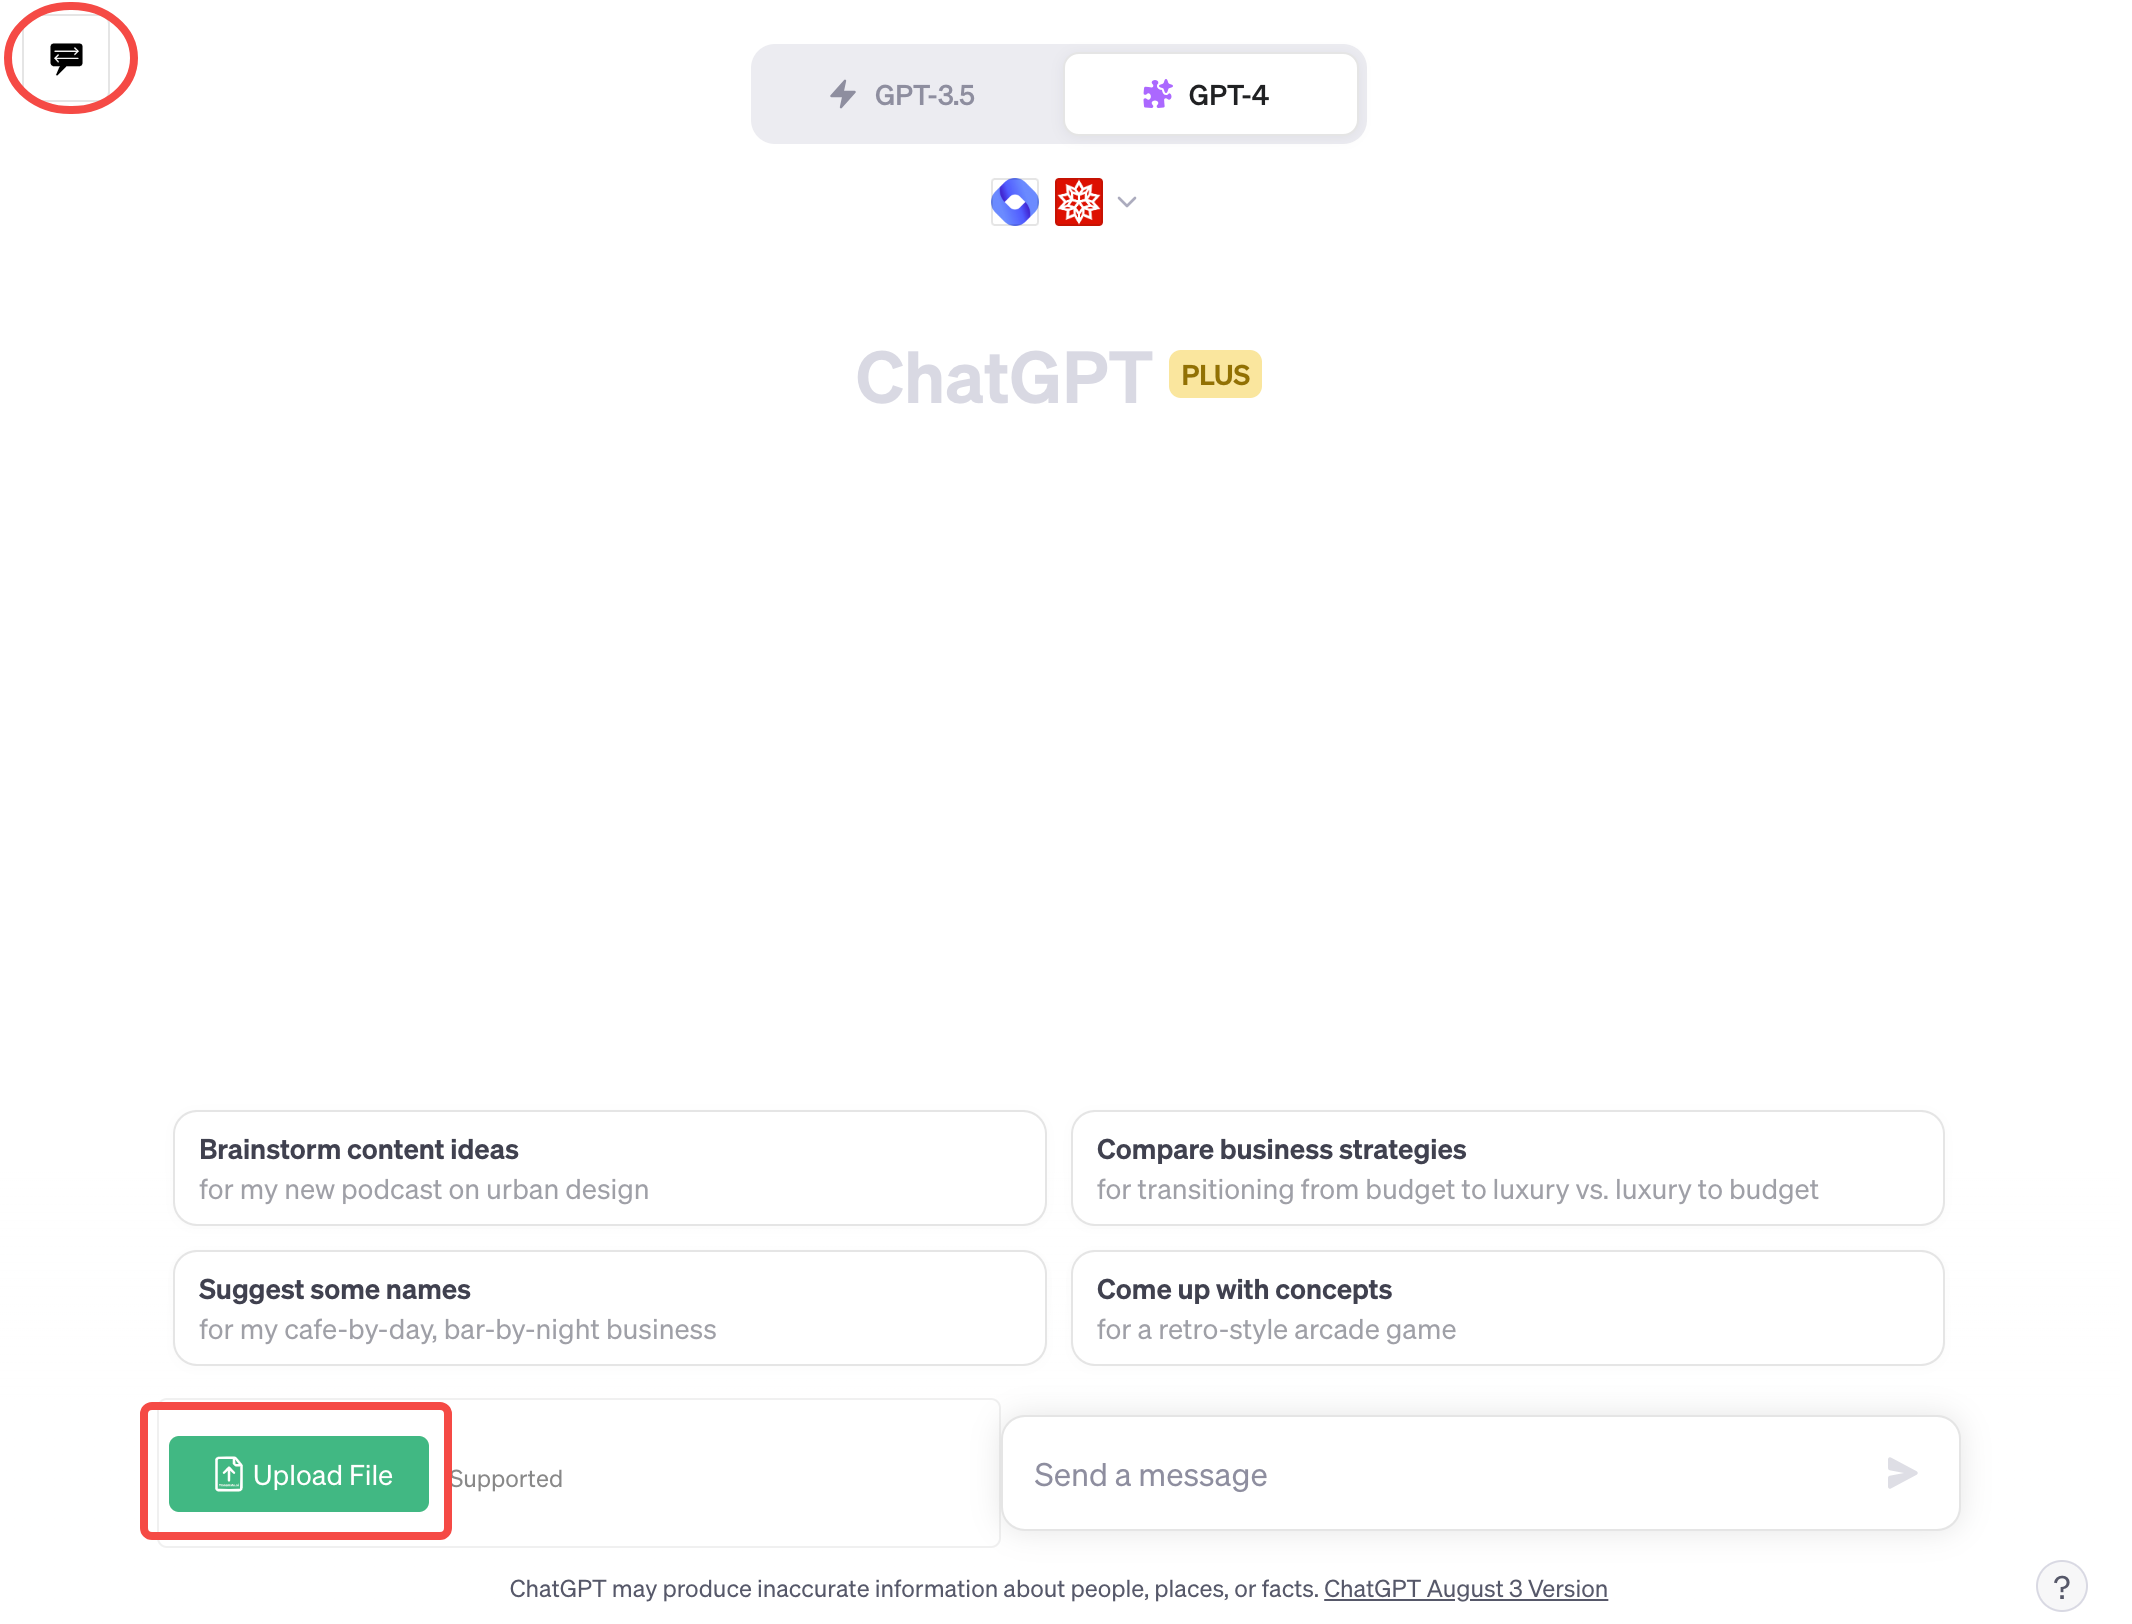 GPT-3.5
GPT-4
ChatGPT PLUS
Brainstorm content ideas
for my new podcast on urban design
Compare business strategies
for transitioning from budget to luxury vs. luxury to budget
Suggest some names
for my cafe-by-day, bar-by-night business
Come up with concepts
for a retro-style arcade game
Upload File
Supported
Send a message
ChatGPT may produce inaccurate information about people, places, or facts. ChatGPT August 3 Version
?